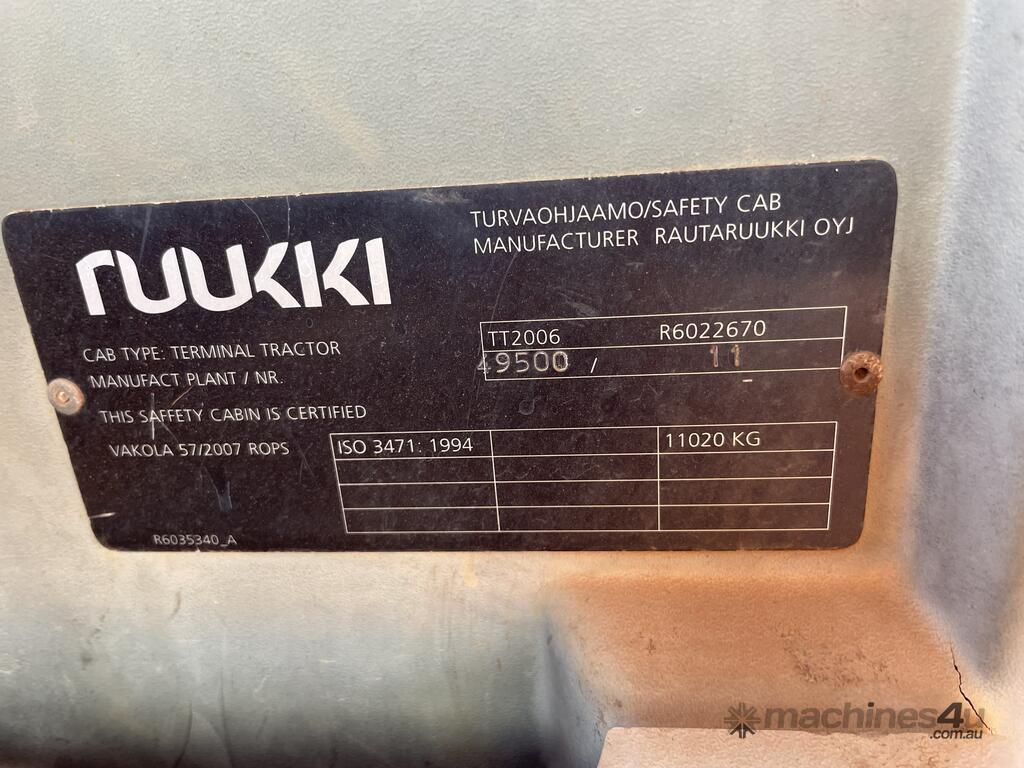 TURVAOHJAAMO/SAFETY CAB
MANUFACTURER RAUTARUUKKI OYJ
ruukki
CAB TYPE: TERMINAL TRACTOR TT2006 R6022670
MANUFACT PLANT / NR. 49500 / 11
THIS SAFFETY CABIN IS CERTIFIED
VAKOLA 57/2007 ROPS ISO 3471: 1994 11020 KG
R6035340_A
machines4u
.com.au